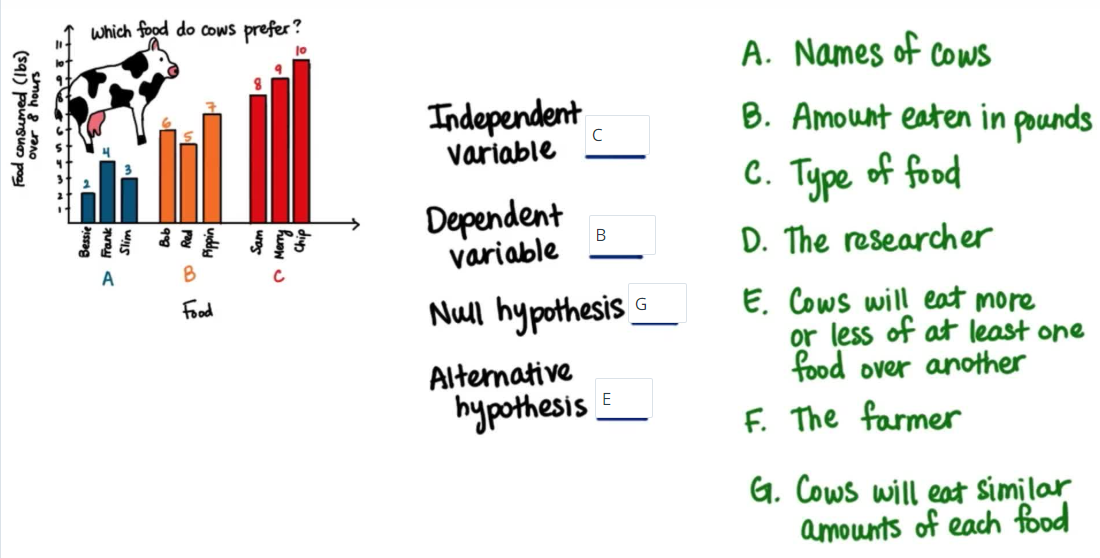 Which food do cows prefer?
Food consumed (lbs)
over 8 hours
11
10
9
8
6
5
4
3
2
1
2
4
3
6
5
7
8
9
10
Bessie
Frank
Slim
Bob
Red
Pippin
Sam
Merry
Chip
A
B
C
Food
Independent
variable
C
Dependent
variable
B
Null hypothesis
G
Alternative
hypothesis
E
A. Names of cows
B. Amount eaten in pounds
C. Type of food
D. The researcher
E. Cows will eat more
or less of at least one
food over another
F. The farmer
G. Cows will eat similar
amounts of each food